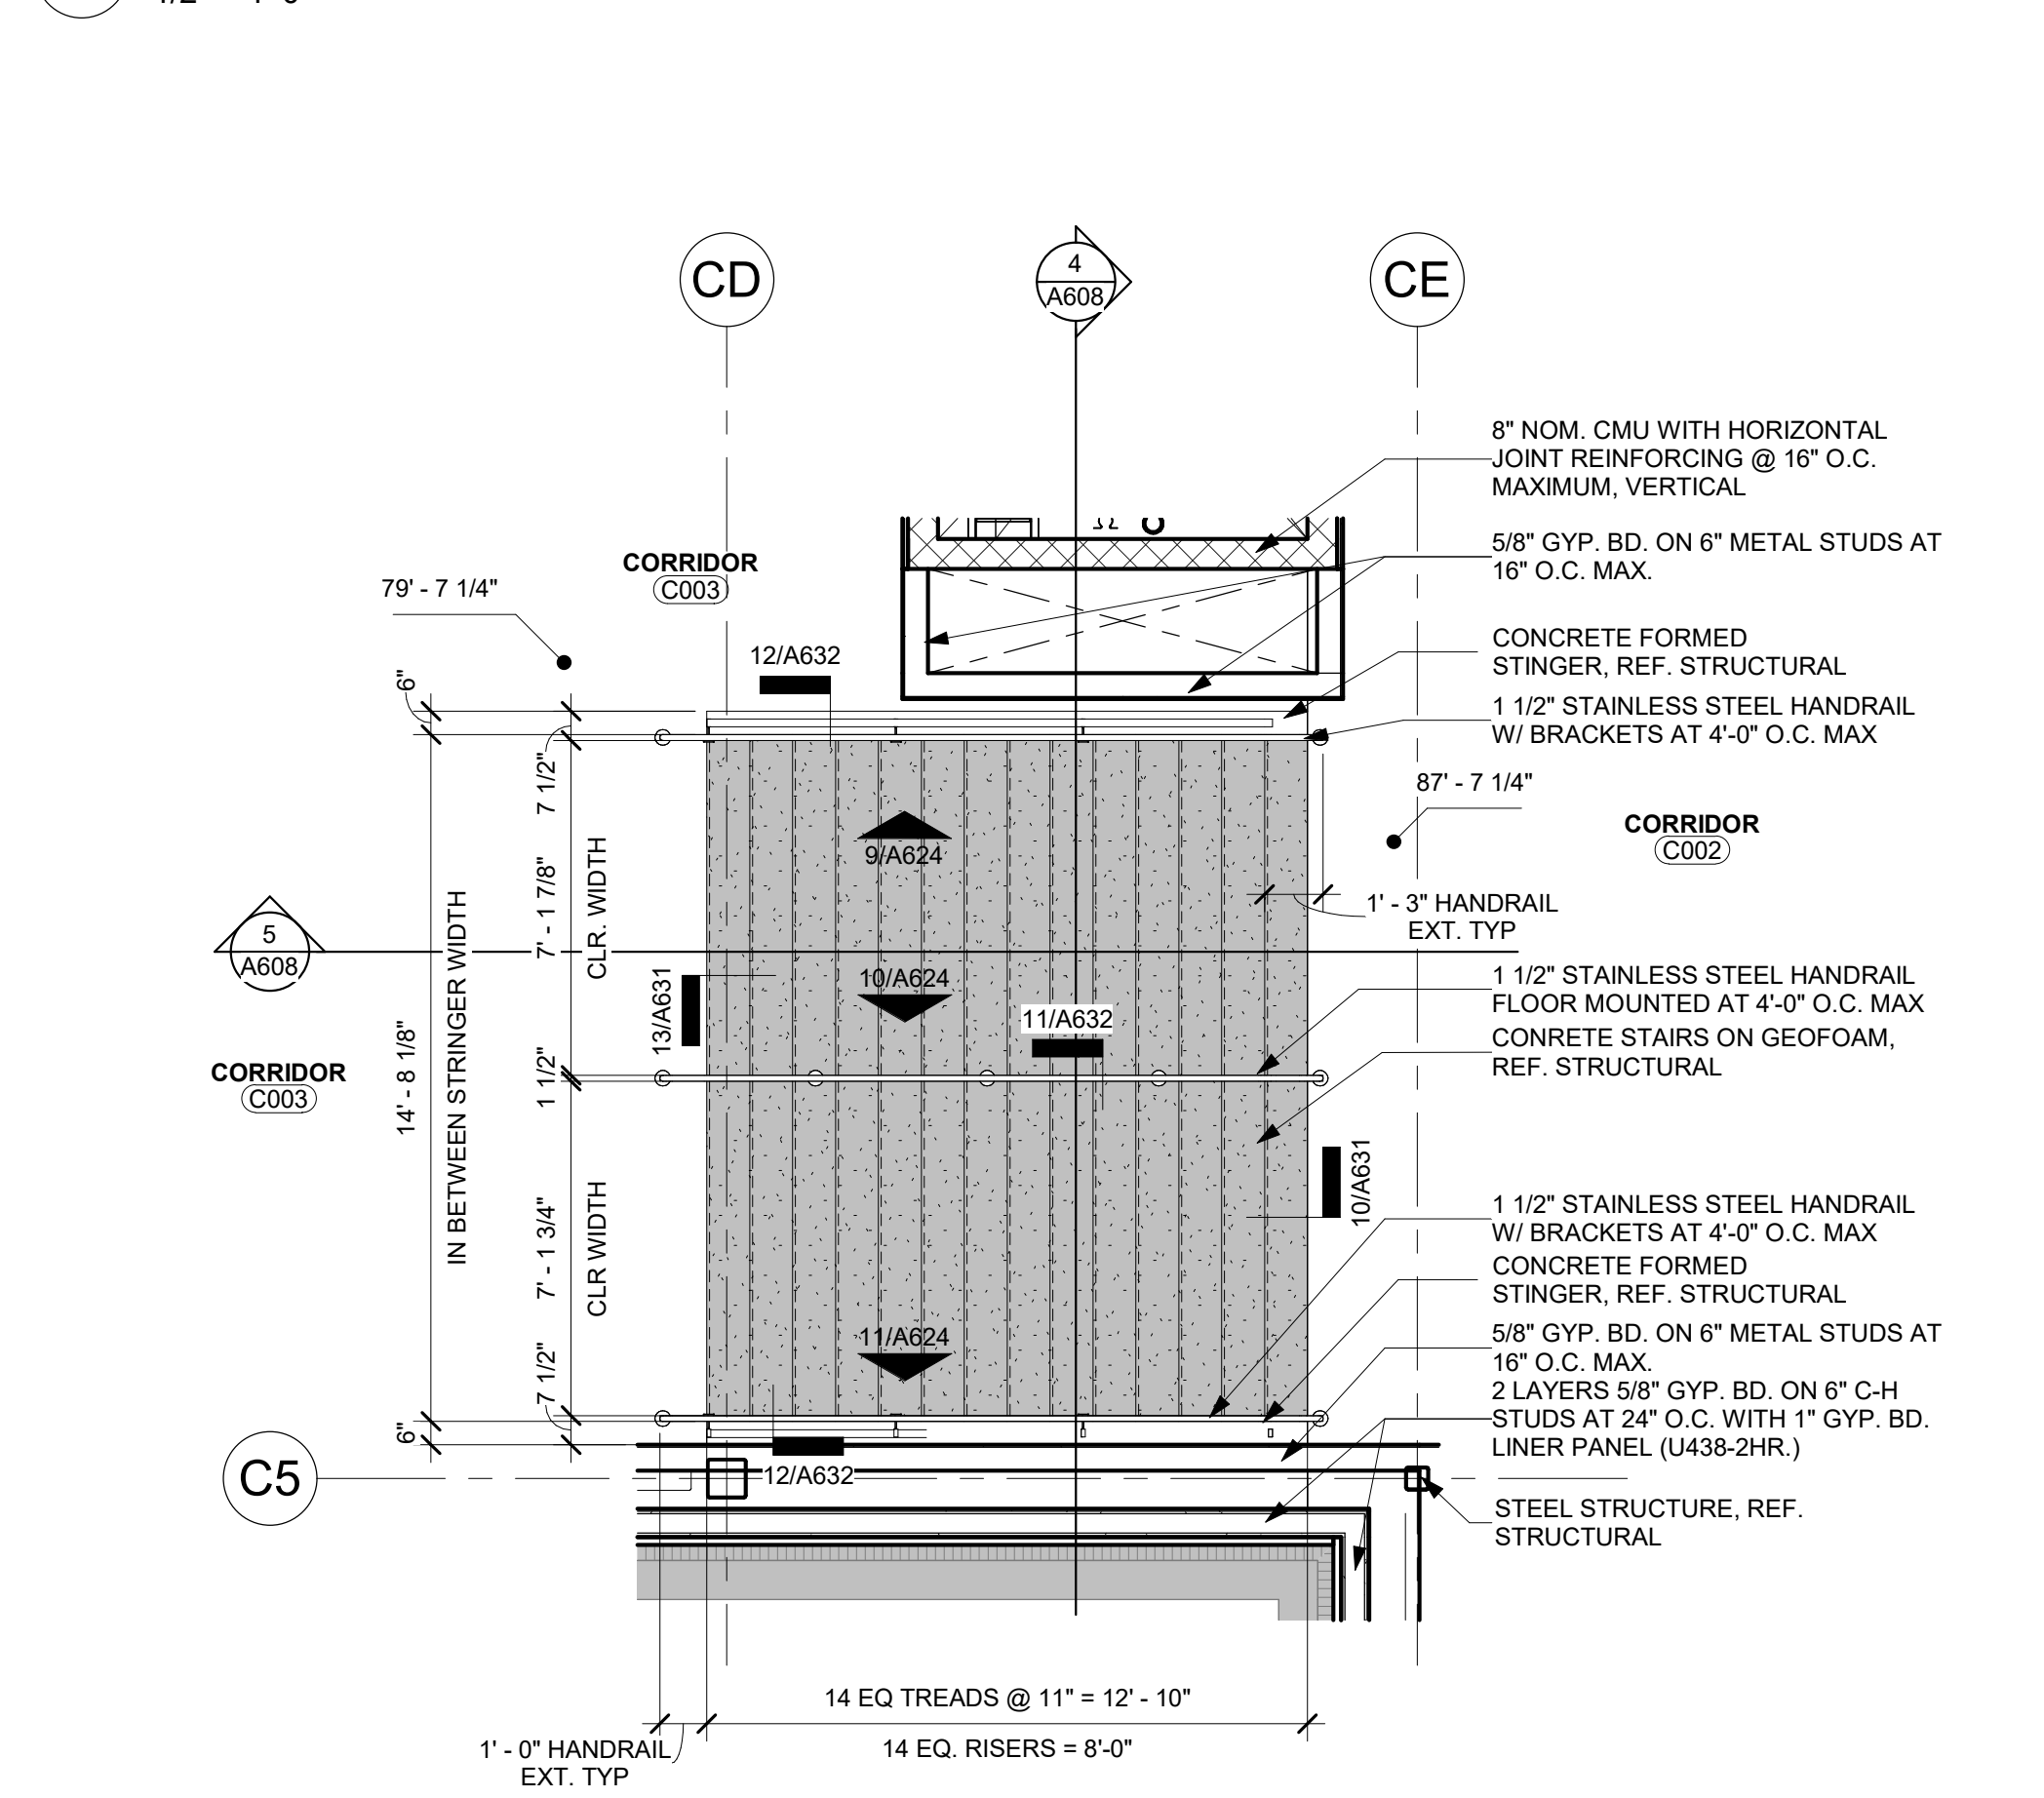 CD
4
A608
CE
8" NOM. CMU WITH HORIZONTAL
JOINT REINFORCING @ 16" O.C.
MAXIMUM, VERTICAL
5/8" GYP. BD. ON 6" METAL STUDS AT
16" O.C. MAX.
CORRIDOR
C003
79' - 7 1/4"
12/A632
CONCRETE FORMED
STINGER, REF. STRUCTURAL
1 1/2" STAINLESS STEEL HANDRAIL
W/ BRACKETS AT 4'-0" O.C. MAX
6"
7 1/2"
87' - 7 1/4"
CORRIDOR
C002
9/A624
7' - 1 7/8"
CLR. WIDTH
1' - 3" HANDRAIL
EXT. TYP
5
A608
14' - 8 1/8"
IN BETWEEN STRINGER WIDTH
13/A631
10/A624
11/A632
1 1/2" STAINLESS STEEL HANDRAIL
FLOOR MOUNTED AT 4'-0" O.C. MAX
CONRETE STAIRS ON GEOFOAM,
REF. STRUCTURAL
CORRIDOR
C003
1 1/2"
10/A631
7' - 1 3/4"
CLR WIDTH
1 1/2" STAINLESS STEEL HANDRAIL
W/ BRACKETS AT 4'-0" O.C. MAX
CONCRETE FORMED
STINGER, REF. STRUCTURAL
11/A624
5/8" GYP. BD. ON 6" METAL STUDS AT
16" O.C. MAX.
2 LAYERS 5/8" GYP. BD. ON 6" C-H
STUDS AT 24" O.C. WITH 1" GYP. BD.
LINER PANEL (U438-2HR.)
7 1/2"
6"
C5
12/A632
STEEL STRUCTURE, REF.
STRUCTURAL
14 EQ TREADS @ 11" = 12' - 10"
14 EQ. RISERS = 8'-0"
1' - 0" HANDRAIL
EXT. TYP